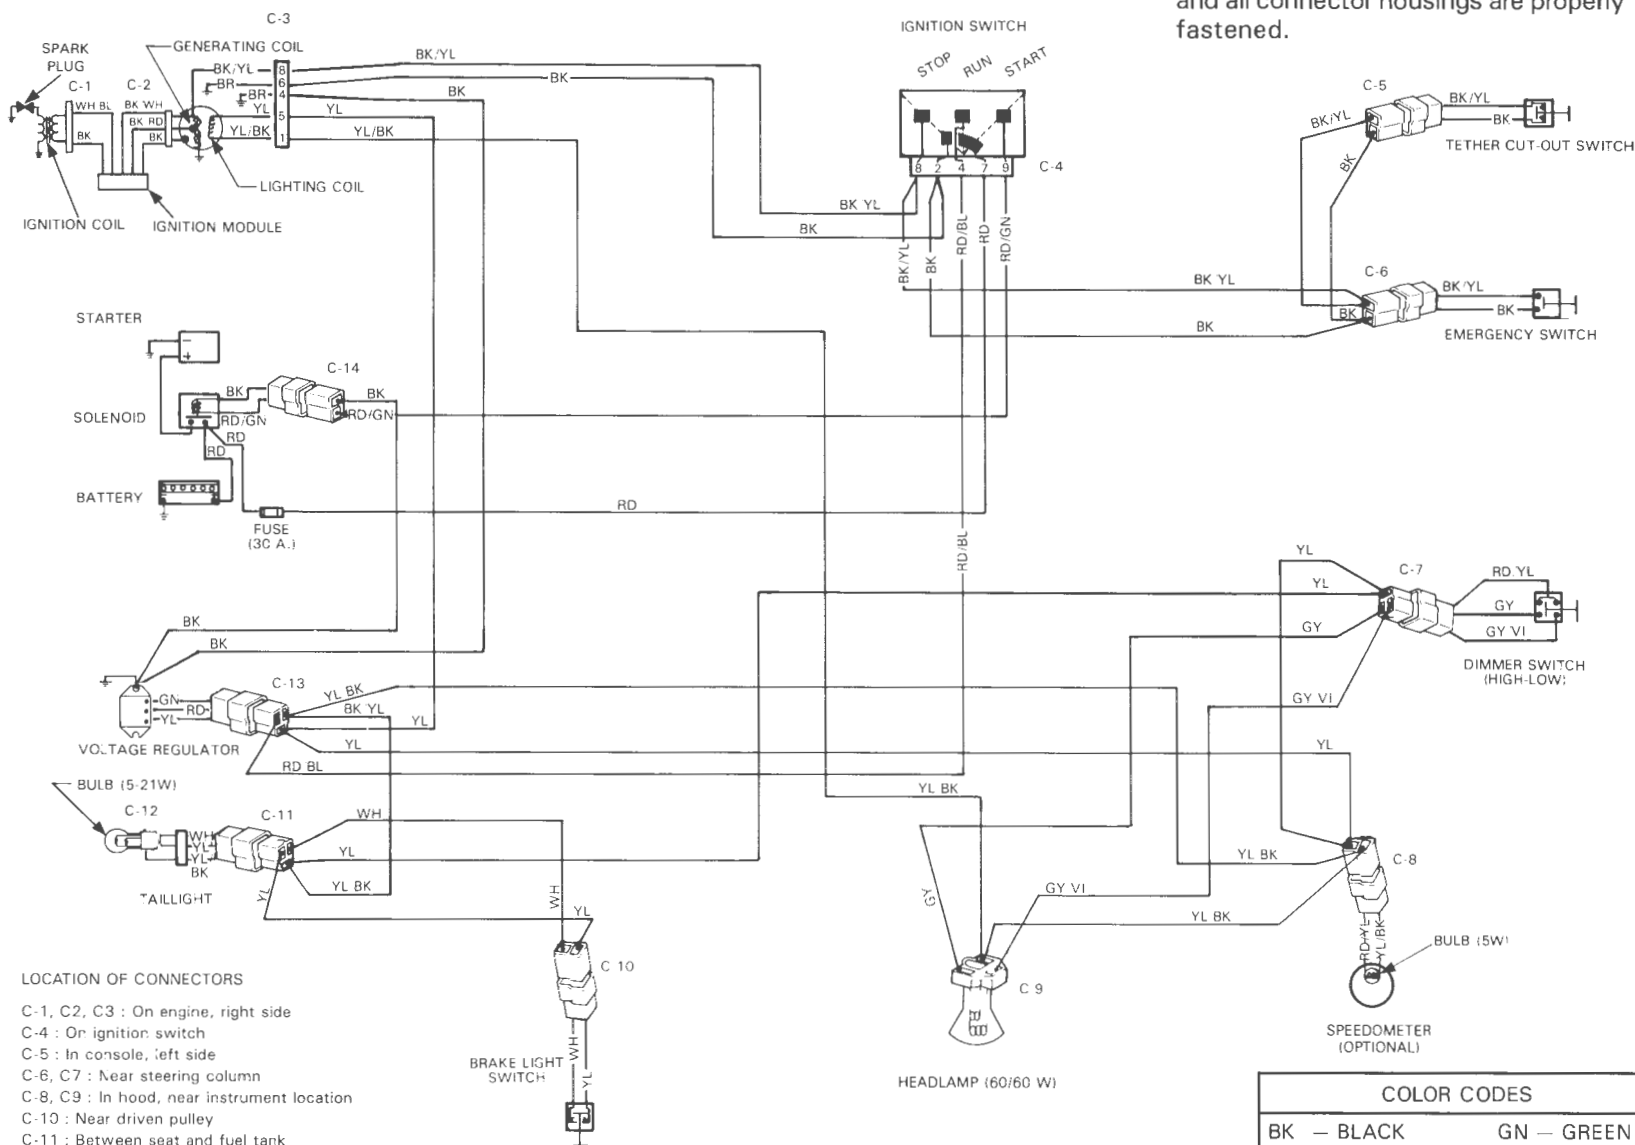 and all connector housings are properly
fastened.
C-3
IGNITION SWITCH
STOP RUN START
SPARK
PLUG
GENERATING COIL
C-1
C-2
BK/YL
8
BR
6
BR
4
YL
5
YL/BK
1
BK/YL
BK
BK
YL
YL/BK
WH BL
BK
BK WH
BK RD
BK
LIGHTING COIL
IGNITION COIL
IGNITION MODULE
8 2 4 7 9
C-4
BK YL
BK
BK/YL
BK
RD/BL
RD
RD/GN
C-5
BK/YL
BK
BK/YL
BK
TETHER CUT-OUT SWITCH
C-6
BK YL
BK
BK
BK/YL
BK
EMERGENCY SWITCH
STARTER
-
+
C-14
BK
RD/GN
BK
RD/GN
SOLENOID
RD
RD
BATTERY
FUSE
(30 A.)
RD
RD/BL
BK
BK
C-13
GN
RD
YL
YL BK
BK YL
YL
YL
YL
RD BL
VOLTAGE REGULATOR
C-7
YL
YL
GY
GY VI
RD.YL
GY
GY VI
DIMMER SWITCH
(HIGH-LOW)
BULB (5-21W)
C-12
WH
YL
YL
BK
TAILLIGHT
C-11
WH
YL
YL BK
YL
WH
YL
C 10
WH
YL
BRAKE LIGHT
SWITCH
YL BK
GY
GY VI
YL BK
YL BK
C 9
HEADLAMP (60/60 W)
C-8
RD/YL
YL/BK
BULB (5W)
SPEEDOMETER
(OPTIONAL)
LOCATION OF CONNECTORS
C-1, C2, C3 : On engine, right side
C-4 : On ignition switch
C-5 : In console, left side
C-6, C7 : Near steering column
C-8, C9 : In hood, near instrument location
C-10 : Near driven pulley
C-11 : Between seat and fuel tank
COLOR CODES
BK — BLACK GN — GREEN